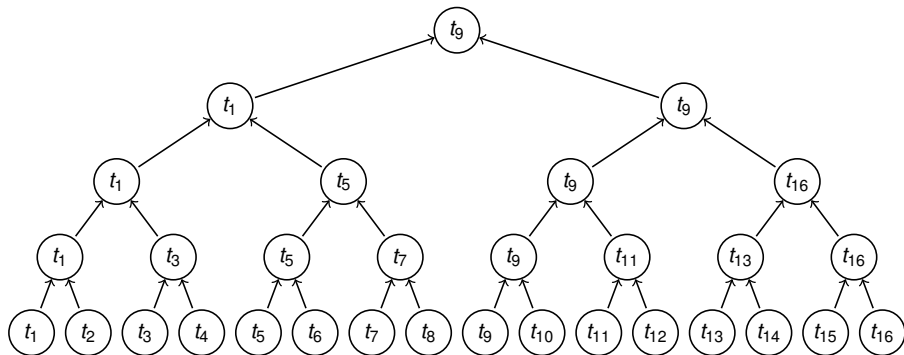 t₉
t₁ t₉
t₁ t₅ t₉ t₁₆
t₁ t₃ t₅ t₇ t₉ t₁₁ t₁₃ t₁₆
t₁ t₂ t₃ t₄ t₅ t₆ t₇ t₈ t₉ t₁₀ t₁₁ t₁₂ t₁₃ t₁₄ t₁₅ t₁₆